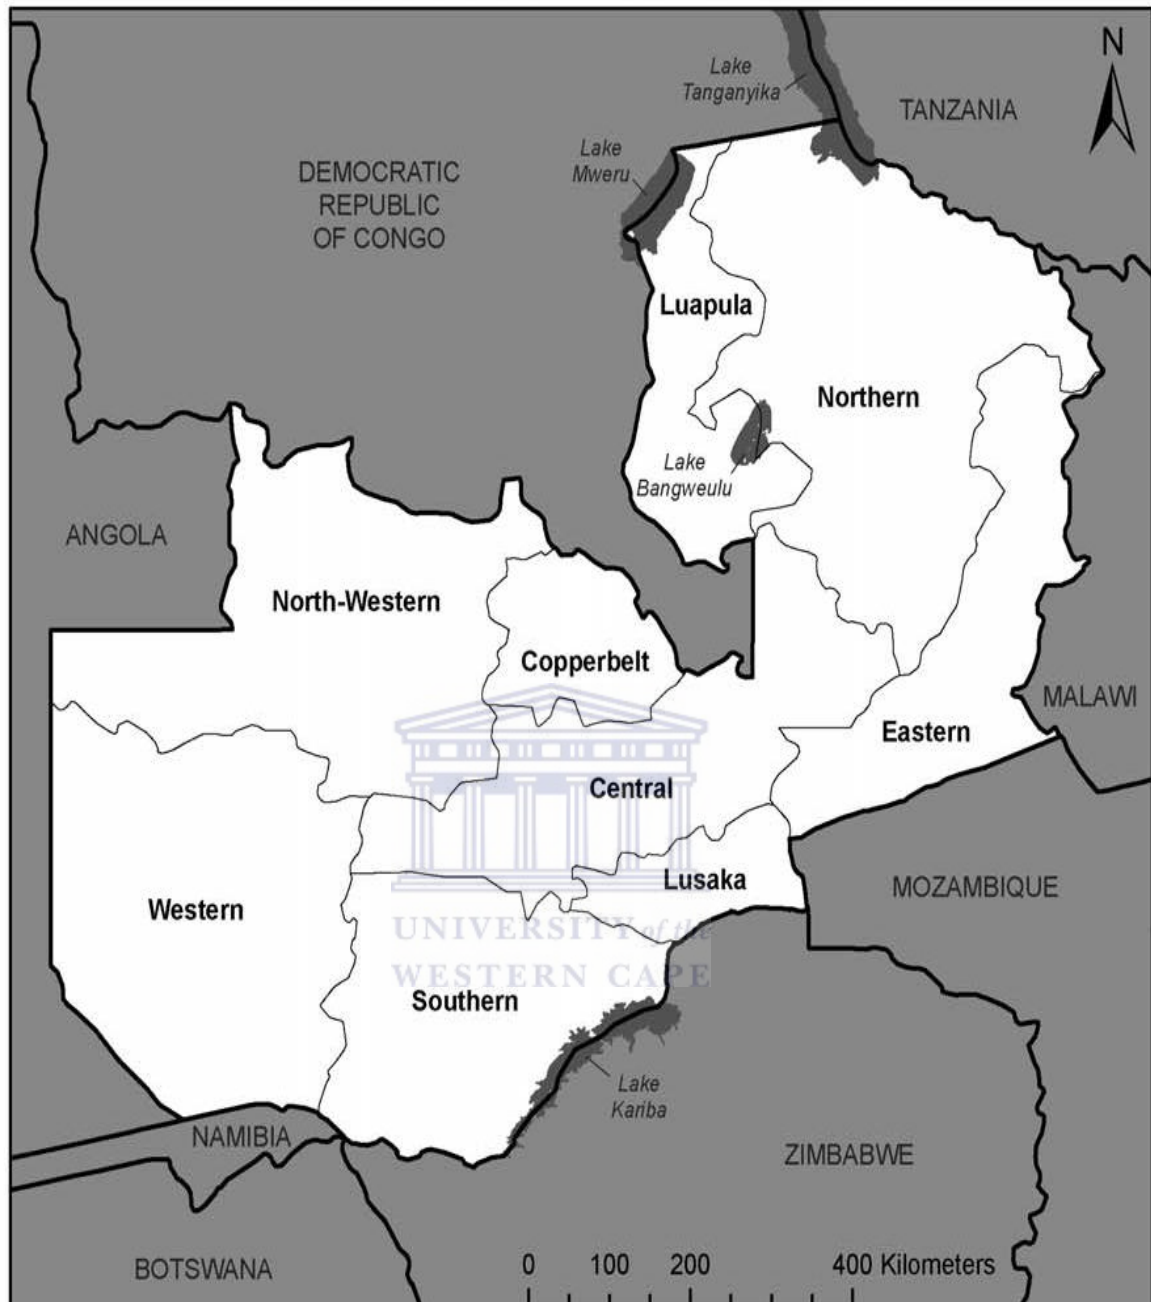 N
Lake
Tanganyika
TANZANIA
Lake
Mweru
DEMOCRATIC
REPUBLIC
OF CONGO
Luapula
Northern
Lake
Bangweulu
ANGOLA
North-Western
Copperbelt
MALAWI
Eastern
Central
Lusaka
MOZAMBIQUE
Western
UNIVERSITY of the
WESTERN CAPE
Southern
Lake
Kariba
NAMIBIA
ZIMBABWE
BOTSWANA
0 100 200 400 Kilometers